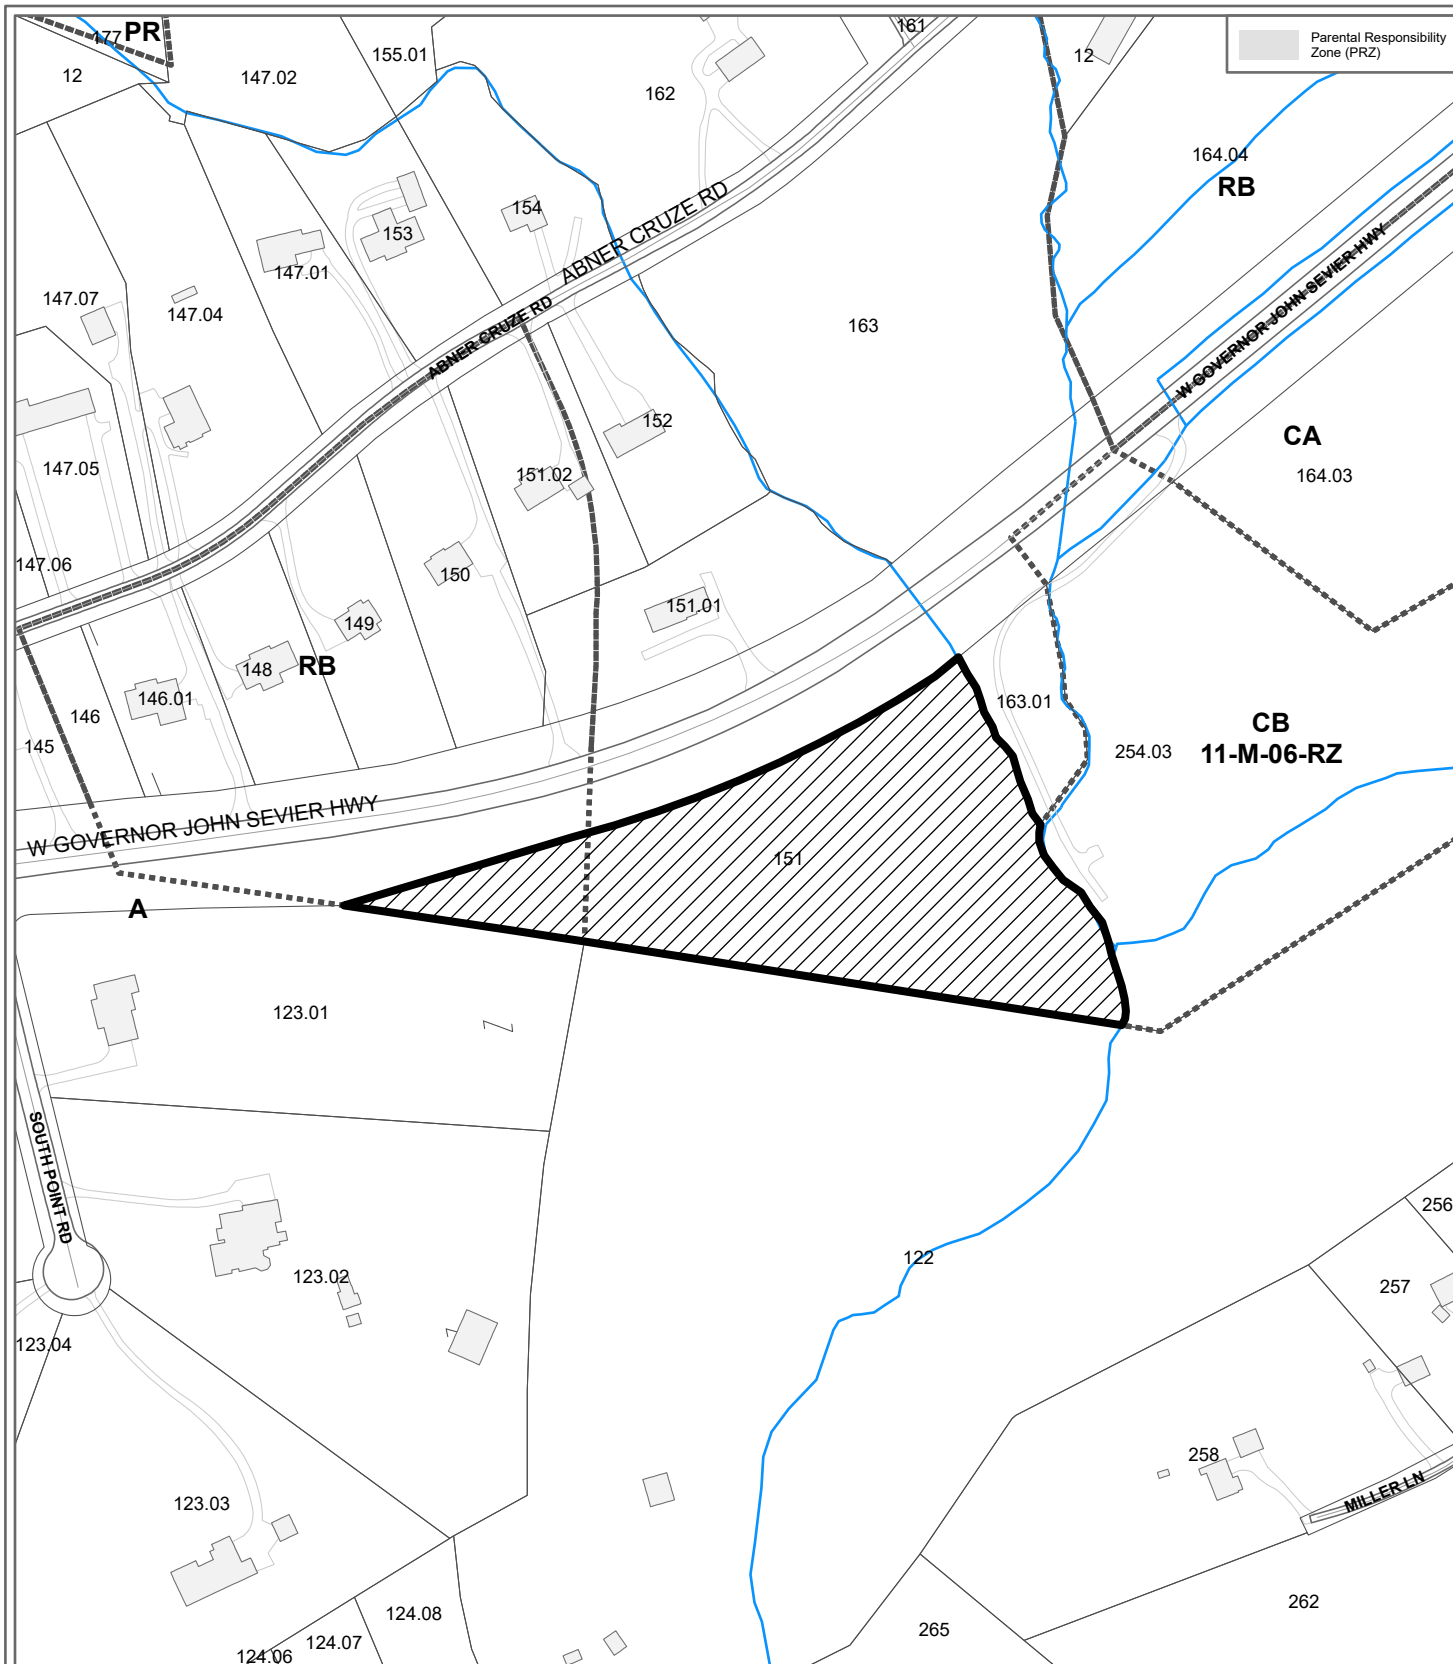 177
PR
12
147.02
155.01
161
162
12
Parental Responsibility
Zone (PRZ)
164.04
RB
154
153
147.01
147.07
147.04
ABNER CRUZE RD
ABNER CRUZE RD
163
W GOVERNOR JOHN SEVIER HWY
152
151.02
147.05
CA
164.03
147.06
150
151.01
149
148
RB
146.01
146
145
163.01
254.03
CB
11-M-06-RZ
W GOVERNOR JOHN SEVIER HWY
151
A
123.01
SOUTH POINT RD
123.02
122
256
257
123.04
258
MILLER LN
123.03
262
265
124.08
124.07
124.06